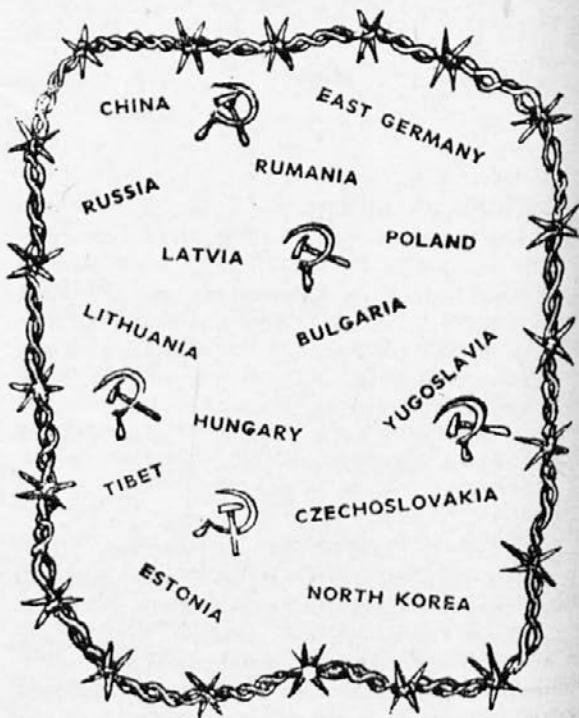 CHINA
EAST GERMANY
RUSSIA
RUMANIA
LATVIA
POLAND
LITHUANIA
BULGARIA
YUGOSLAVIA
HUNGARY
TIBET
CZECHOSLOVAKIA
ESTONIA
NORTH KOREA